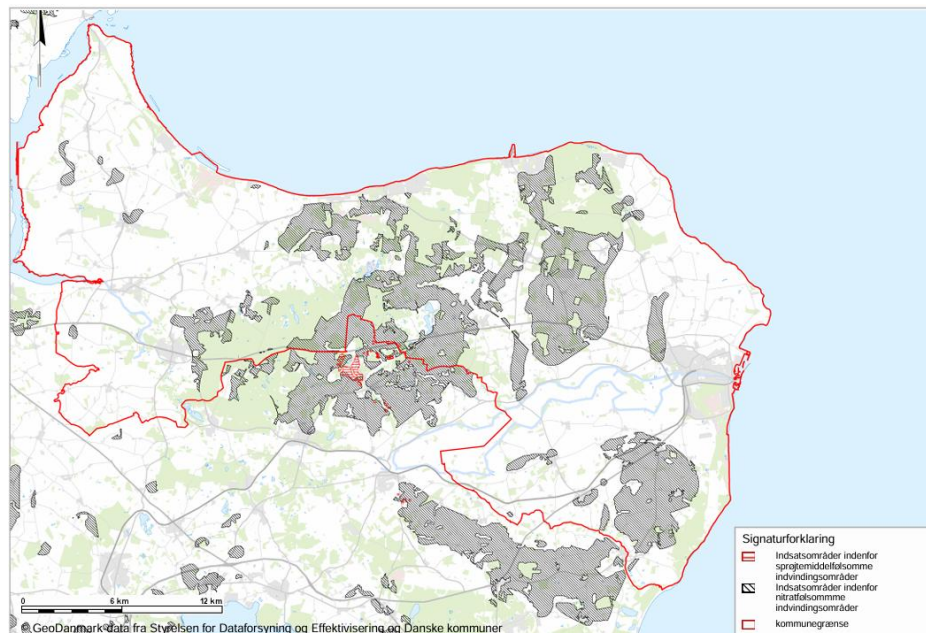 Signaturforklaring
Indsatsområder indenfor
sprøjtemiddelfølsomme
indvindingsområder
Indsatsområder indenfor
nitratfølsommme
indvindingsområder
kommunegrænse
0 6 km 12 km
© GeoDanmark-data fra Styrelsen for Dataforsyning og Effektivisering og Danske kommuner